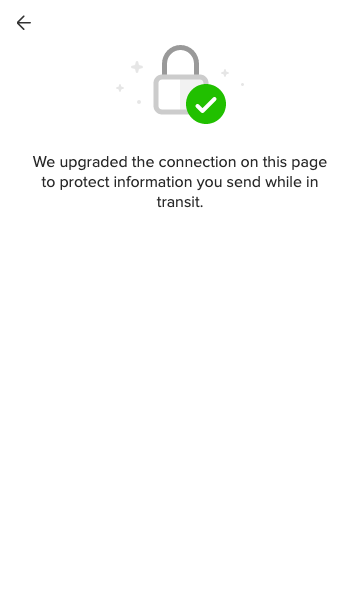 We upgraded the connection on this page
to protect information you send while in
transit.